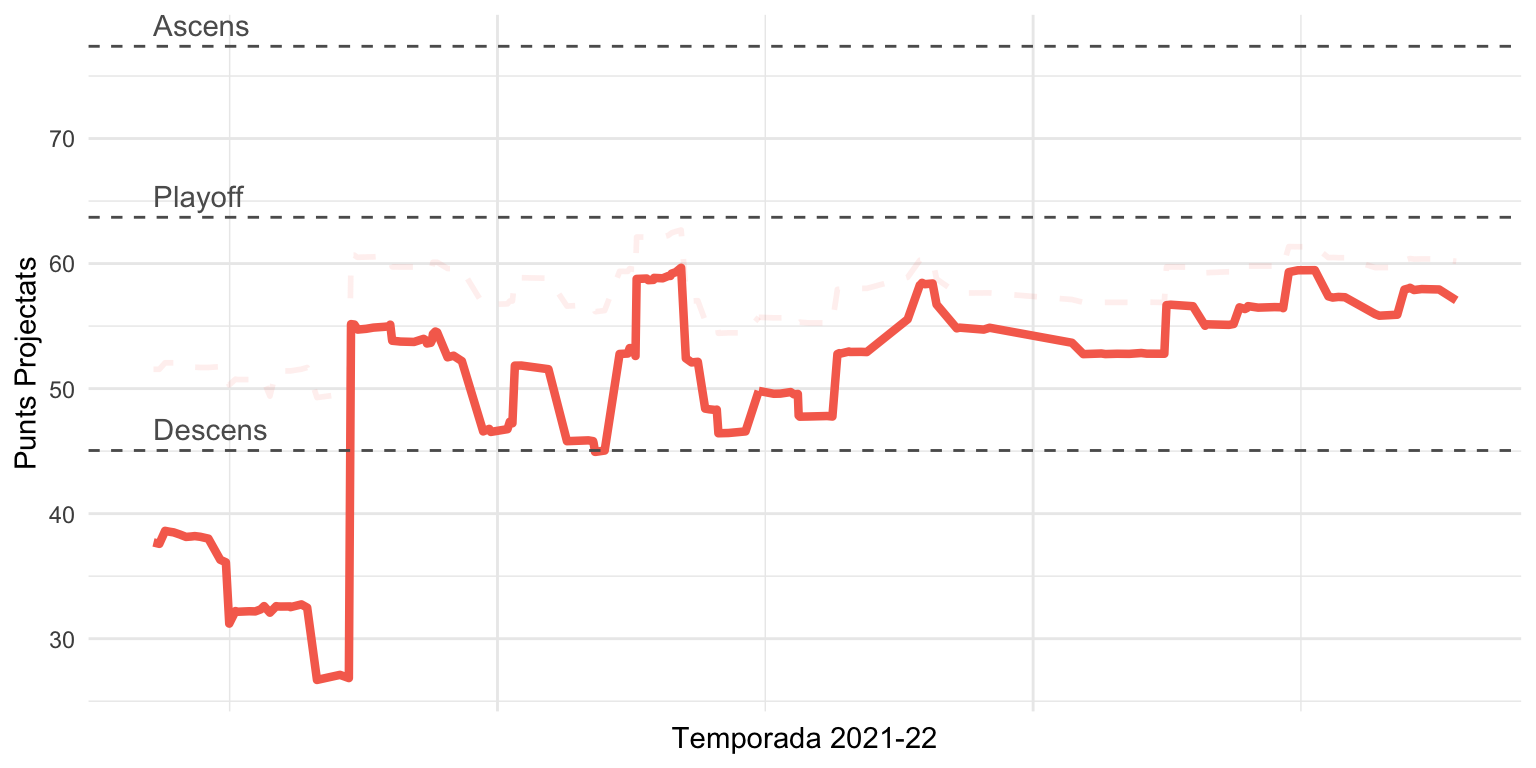 Ascens
70
Playoff
60
50
Descens
40
30
Punts Projectats
Temporada 2021-22